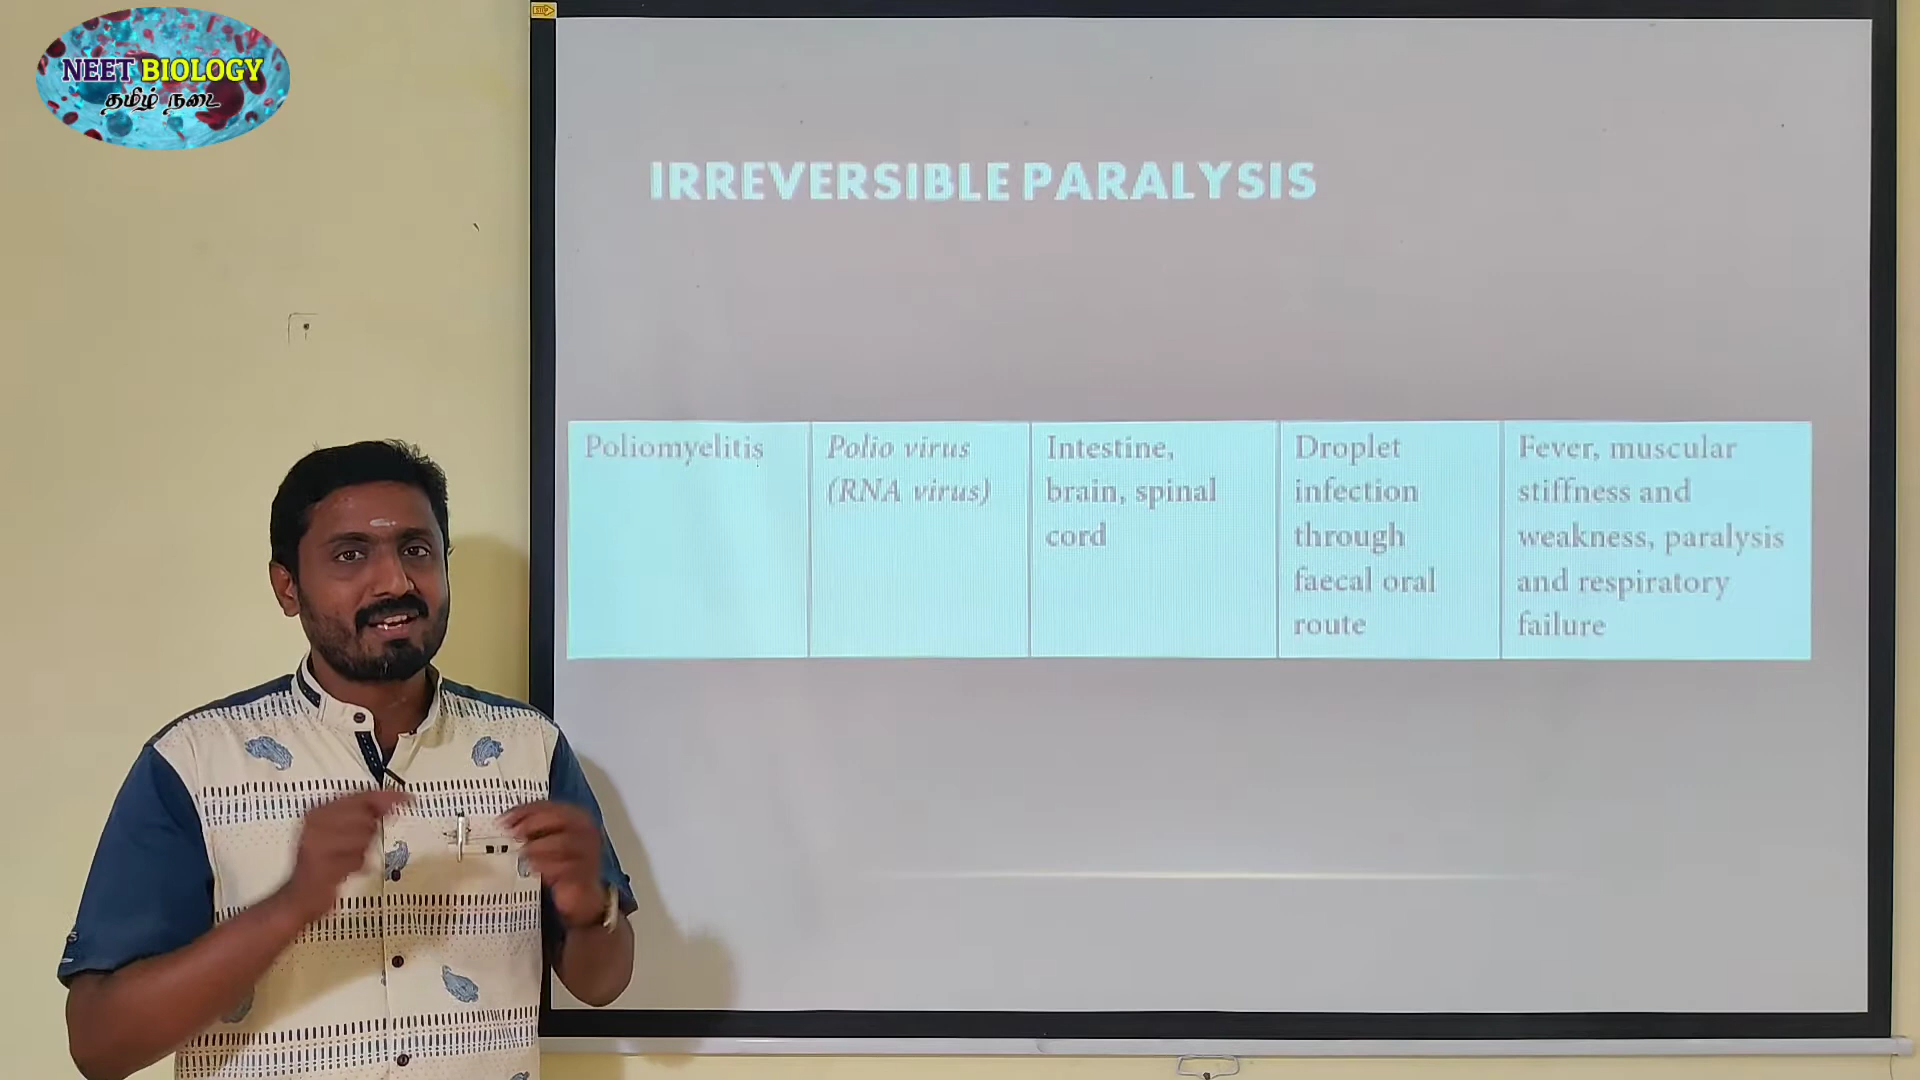 NEET BIOLOGY
தமிழ் நடை
IRREVERSIBLE PARALYSIS
Poliomyelitis
Polio virus
(RNA virus)
Intestine,
brain, spinal
cord
Droplet
infection
through
faecal oral
route
Fever, muscular
stiffness and
weakness, paralysis
and respiratory
failure